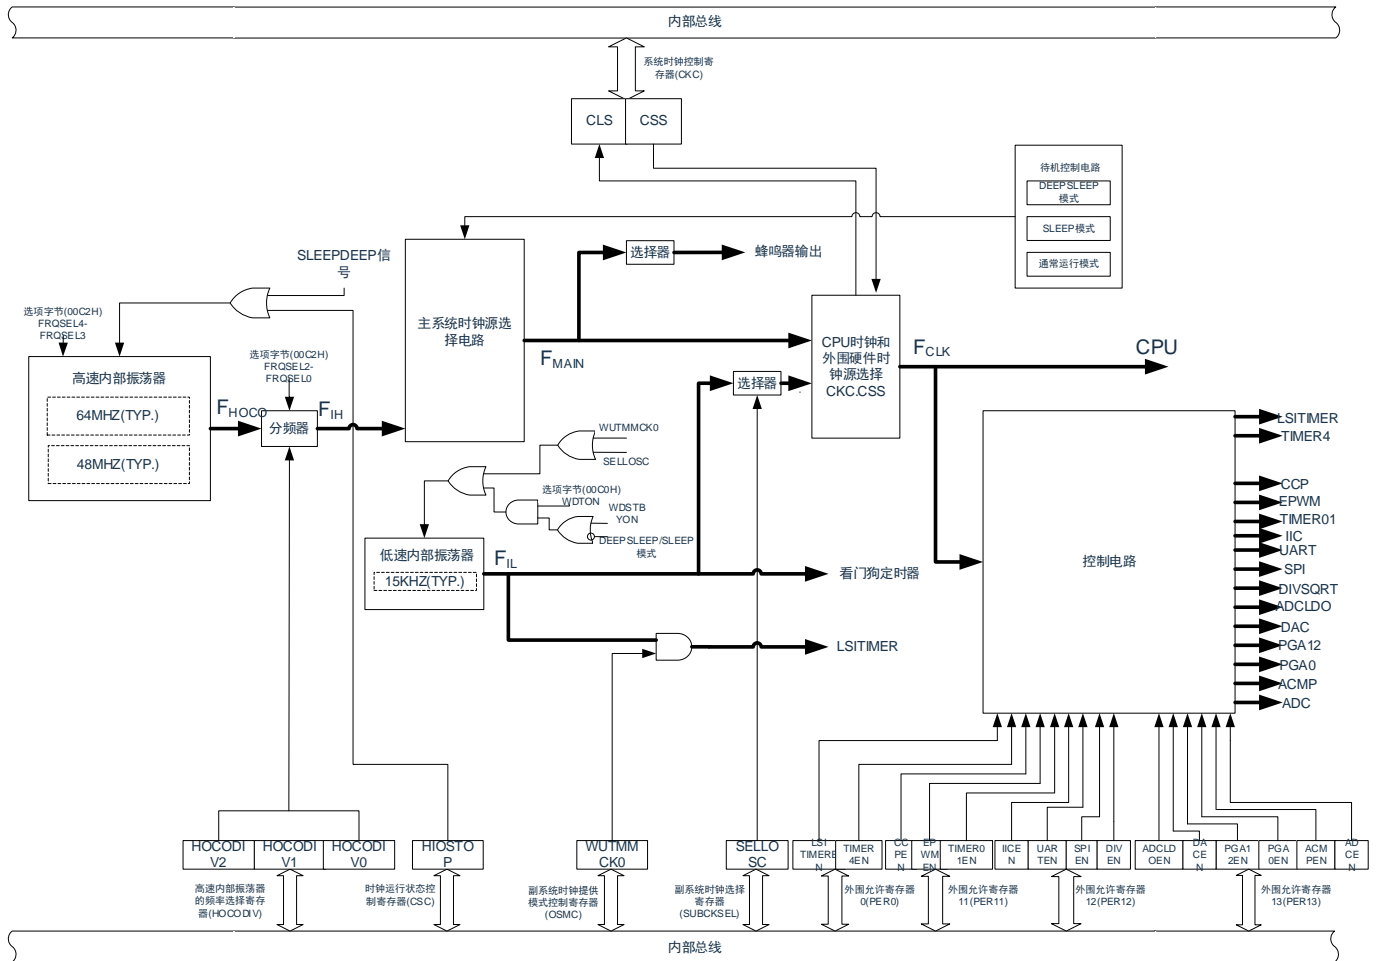 内部总线
系统时钟控制寄
存器(CKC)
CLS
CSS
待机控制电路
DEEPSLEEP
模式
SLEEP模式
通常运行模式
SLEEPDEEP信
号
选择器
蜂鸣器输出
选项字节(00C2H)
FRQSEL4-
FRQSEL3
主系统时钟源选
择电路
CPU时钟和
外围硬件时
钟源选择
CKC.CSS
FMAIN
FCLK
CPU
选项字节(00C2H)
FRQSEL2-
FRQSEL0
高速内部振荡器
64MHZ(TYP.)
48MHZ(TYP.)
FHOCO
分频器
FIH
选择器
WUTMMCK0
SELLOSC
选项字节(00C0H)
WDTON
WDSTB
YON
DEEPSLEEP/SLEEP
模式
低速内部振荡器
15KHZ(TYP.)
FIL
看门狗定时器
LSITIMER
控制电路
LSITIMER
TIMER4
CCP
EPWM
TIMER01
IIC
UART
SPI
DIVSQRT
ADCLDO
DAC
PGA12
PGA0
ACMP
ADC
HOCODI
V2
HOCODI
V1
HOCODI
V0
HIOSTO
P
WUTMM
CK0
SELLO
SC
LSI
TIMERE
N
TIMER
4EN
CC
PE
N
EP
WM
EN
TIMER0
1EN
IICE
N
UAR
TEN
SPI
EN
DIV
EN
ADCLD
OEN
DA
CE
N
PGA1
2EN
PGA
0EN
ACM
PEN
AD
CE
N
高速内部振荡器
的频率选择寄存
器(HOCODIV)
时钟运行状态控
制寄存器(CSC)
副系统时钟提供
模式控制寄存器
(OSMC)
副系统时钟选择
寄存器
(SUBCKSEL)
外围允许寄存器
0(PER0)
外围允许寄存器
11(PER11)
外围允许寄存器
12(PER12)
外围允许寄存器
13(PER13)
内部总线